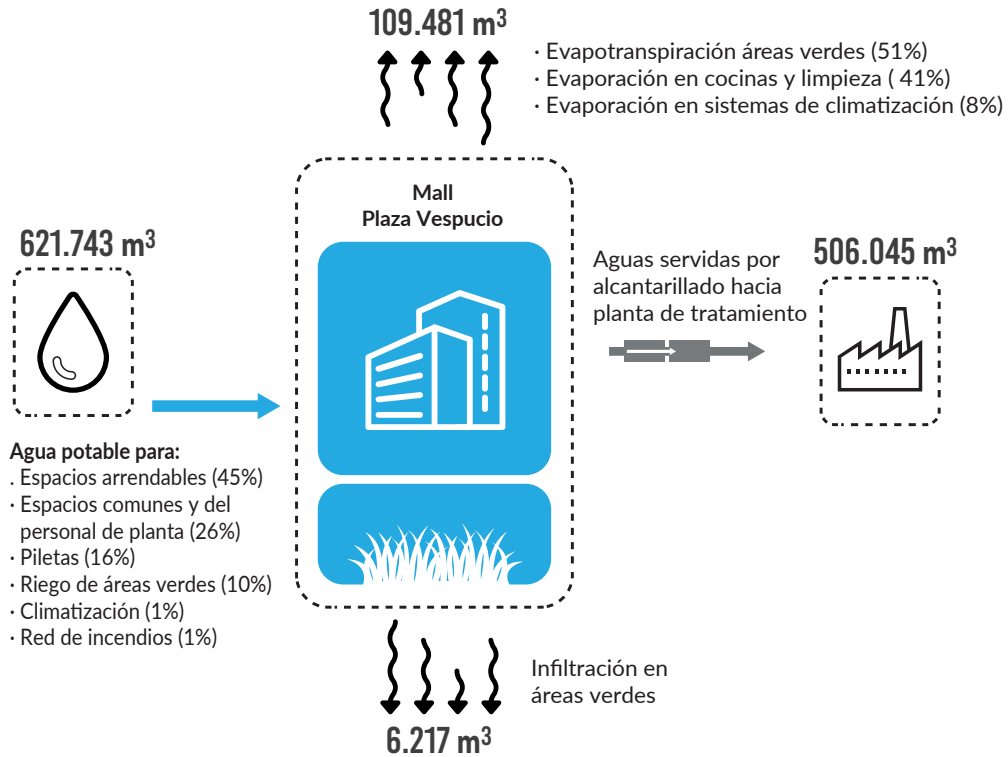 109.481 m³
· Evapotranspiración áreas verdes (51%)
· Evaporación en cocinas y limpieza ( 41%)
· Evaporación en sistemas de climatización (8%)
Mall
Plaza Vespucio
621.743 m³
Agua potable para:
. Espacios arrendables (45%)
· Espacios comunes y del
personal de planta (26%)
· Piletas (16%)
· Riego de áreas verdes (10%)
· Climatización (1%)
· Red de incendios (1%)
Aguas servidas por
alcantarillado hacia
planta de tratamiento
506.045 m³
Infiltración en
áreas verdes
6.217 m³